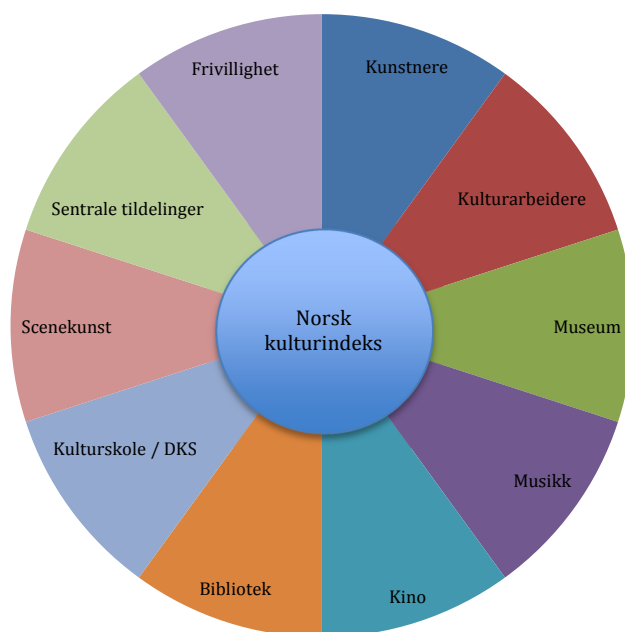 Frivillighet
Kunstnere
Sentrale tildelinger
Kulturarbeidere
Scenekunst
Norsk
kulturindeks
Museum
Kulturskole / DKS
Musikk
Bibliotek
Kino